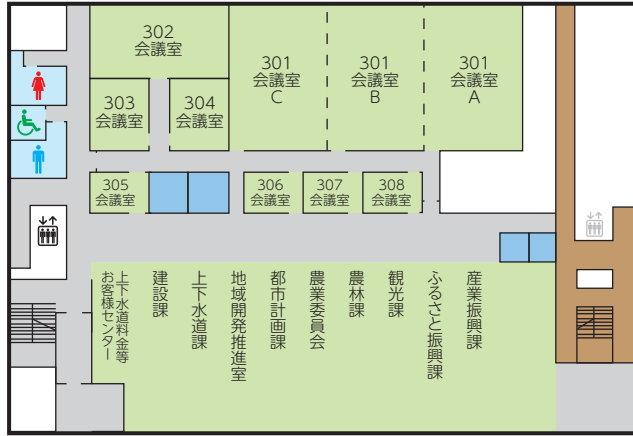 302
会議室
301
会議室
C
301
会議室
B
301
会議室
A
303
会議室
304
会議室
305
会議室
306
会議室
307
会議室
308
会議室
上下水道料金等
お客様センター
建設課
上下水道課
地域開発推進室
都市計画課
農業委員会
農林課
観光課
ふるさと振興課
産業振興課